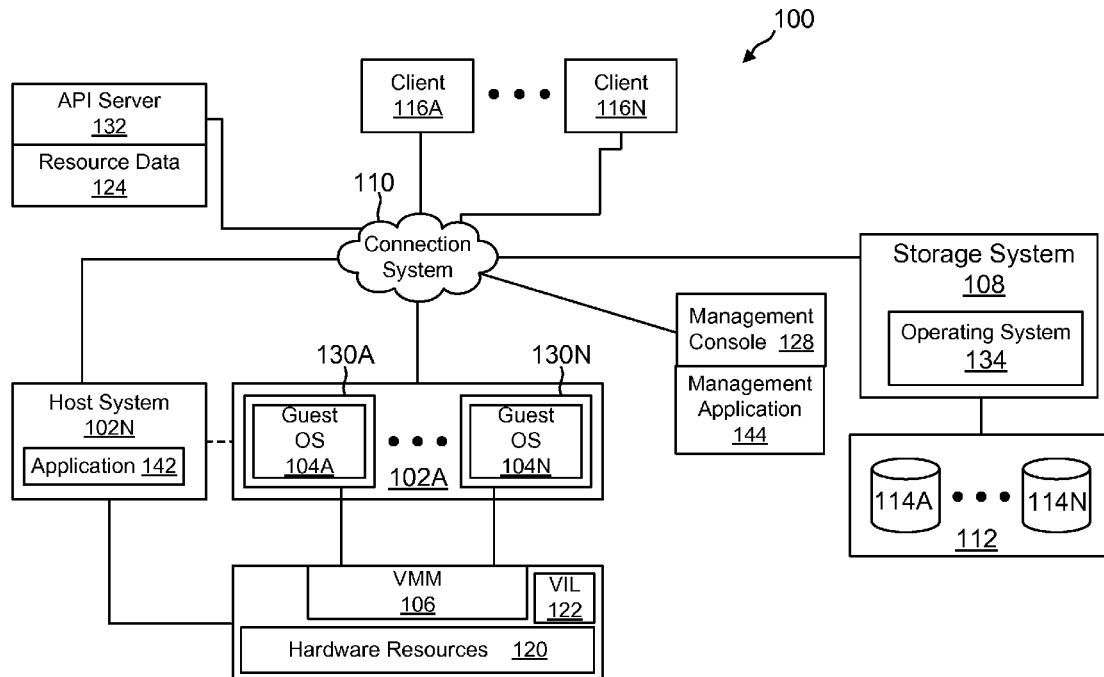 100
Client
116A
Client
116N
API Server
132
Resource Data
124
110
Connection
System
Storage System
108
Operating System
134
Management
Console 128
Management
Application
144
130A
130N
Host System
102N
Application 142
Guest
OS
104A
Guest
OS
104N
102A
114A
114N
112
VMM
106
VIL
122
Hardware Resources 120